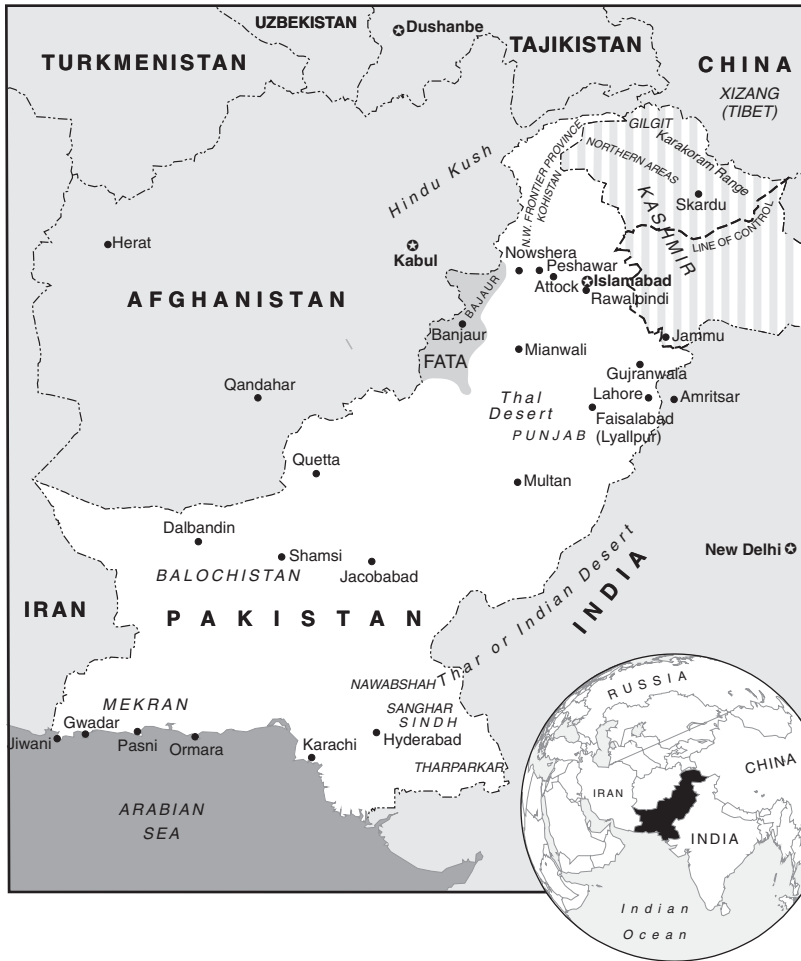 UZBEKISTAN
Dushanbe
TURKMENISTAN
TAJIKISTAN
CHINA
XIZANG
(TIBET)
GILGIT
Karakoram Range
NORTHERN AREAS
Hindu Kush
N.W. FRONTIER PROVINCE
KOHISTAN
Skardu
KASHMIR
LINE OF CONTROL
Herat
Kabul
Nowshera
Peshawar
Attock
Islamabad
Rawalpindi
AFGHANISTAN
BAJAUR
Banjaur
FATA
Mianwali
Jammu
Gujranwala
Qandahar
Thal
Desert
Lahore
Amritsar
Faisalabad
(Lyallpur)
PUNJAB
Quetta
Multan
Dalbandin
Shamsi
Jacobabad
BALOCHISTAN
New Delhi
Thar or Indian Desert
INDIA
IRAN
PAKISTAN
NAWABSHAH
MEKRAN
SANGHAR
SINDH
Jiwani
Gwadar
Pasni
Ormara
Karachi
Hyderabad
THARPARKAR
ARABIAN
SEA
RUSSIA
CHINA
IRAN
INDIA
Indian
Ocean